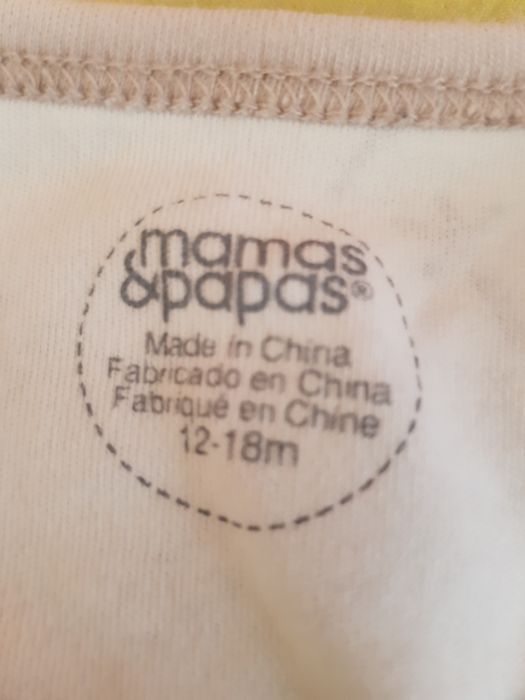 mamas
&papas®
Made in China
Fabricado en China
Fabriqué en Chine
12-18m